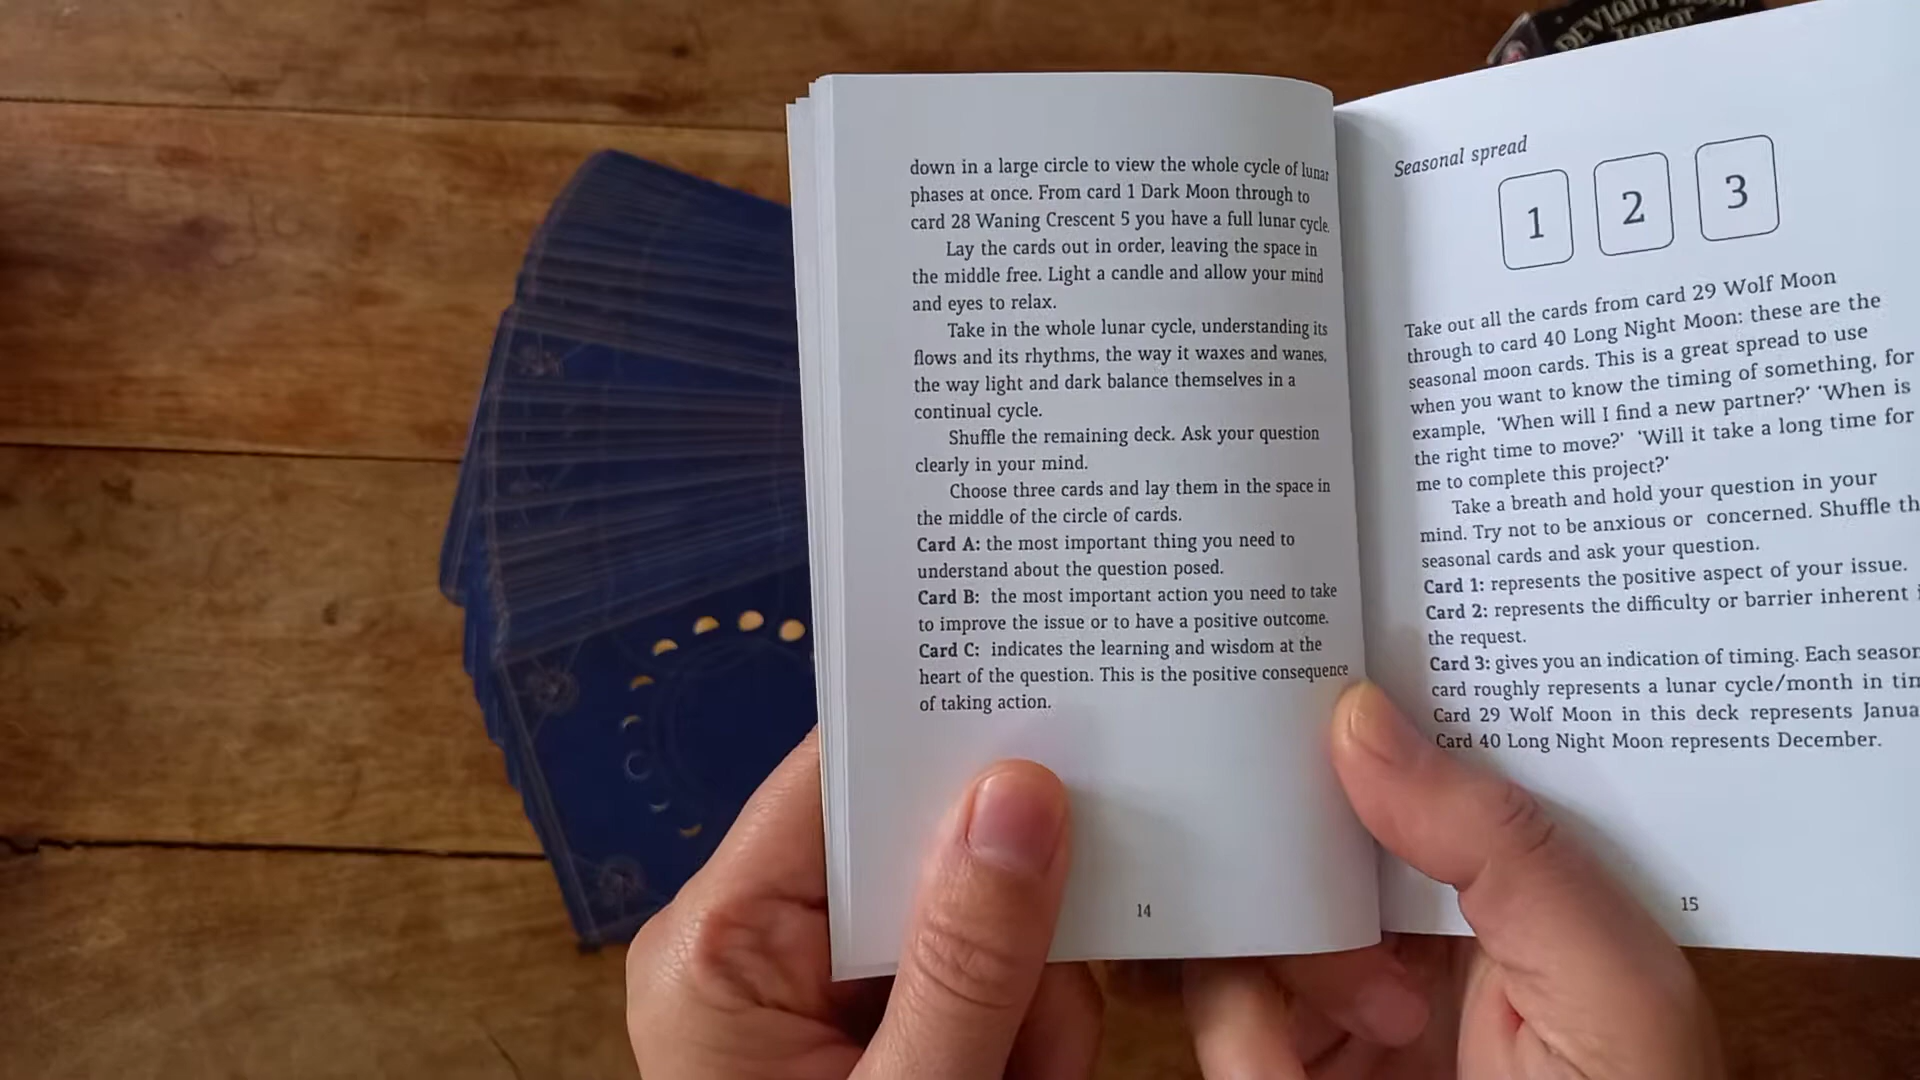 DEVIANT MOON
TAROT
down in a large circle to view the whole cycle of lunar
phases at once. From card 1 Dark Moon through to
card 28 Waning Crescent 5 you have a full lunar cycle.
Lay the cards out in order, leaving the space in
the middle free. Light a candle and allow your mind
and eyes to relax.
Take in the whole lunar cycle, understanding its
flows and its rhythms, the way it waxes and wanes,
the way light and dark balance themselves in a
continual cycle.
Shuffle the remaining deck. Ask your question
clearly in your mind.
Choose three cards and lay them in the space in
the middle of the circle of cards.
Card A: the most important thing you need to
understand about the question posed.
Card B: the most important action you need to take
to improve the issue or to have a positive outcome.
Card C: indicates the learning and wisdom at the
heart of the question. This is the positive consequence
of taking action.
14
Seasonal spread
1 2 3
Take out all the cards from card 29 Wolf Moon
through to card 40 Long Night Moon: these are the
seasonal moon cards. This is a great spread to use
when you want to know the timing of something, for
example, 'When will I find a new partner?' 'When is
the right time to move?' 'Will it take a long time for
me to complete this project?'
Take a breath and hold your question in your
mind. Try not to be anxious or concerned. Shuffle th
seasonal cards and ask your question.
Card 1: represents the positive aspect of your issue.
Card 2: represents the difficulty or barrier inherent
the request.
Card 3: gives you an indication of timing. Each season
card roughly represents a lunar cycle/month in
Card 29 Wolf Moon in this deck represents Janua
Card 40 Long Night Moon represents December.
15